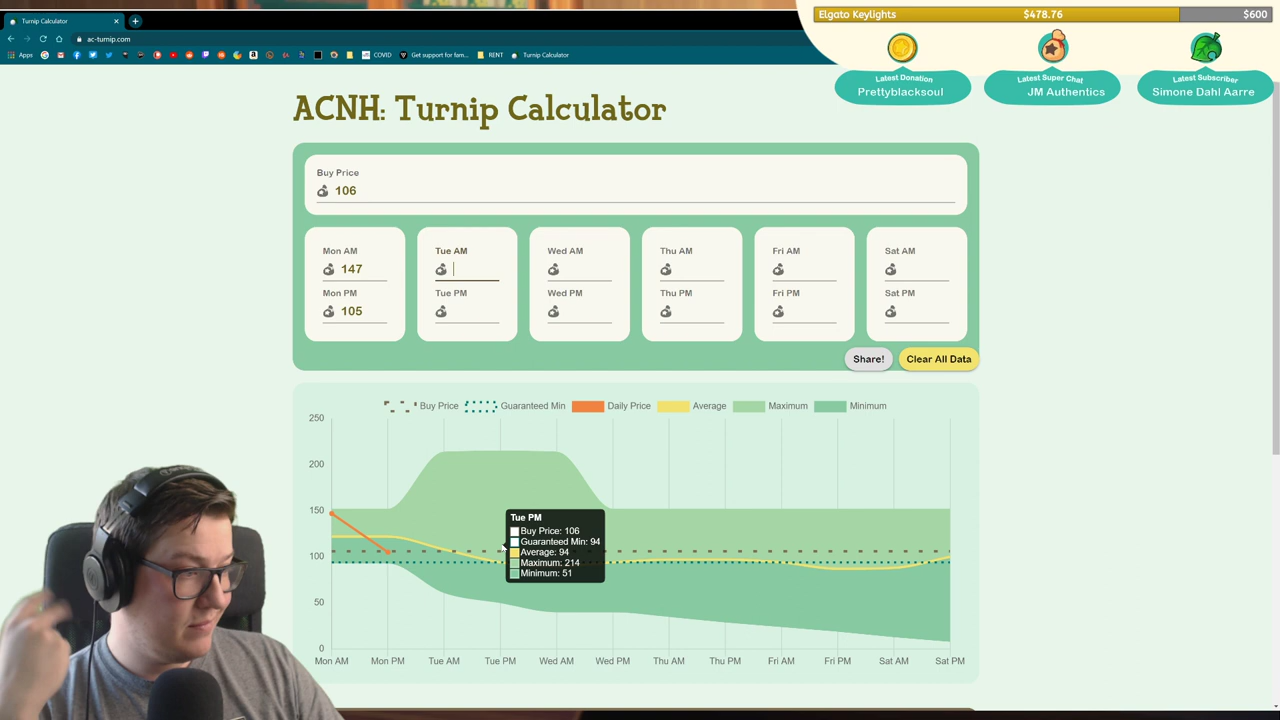 Turnip Calculator
ac-turnip.com
Apps
COVID
Get support for fam...
RENT
Turnip Calculator
Elgato Keylights
$478.76
$600
Latest Donation
Prettyblacksoul
Latest Super Chat
JM Authentics
Latest Subscriber
Simone Dahl Aarre
ACNH: Turnip Calculator
Buy Price
106
Mon AM
147
Mon PM
105
Tue AM
Tue PM
Wed AM
Wed PM
Thu AM
Thu PM
Fri AM
Fri PM
Sat AM
Sat PM
Share!
Clear All Data
Buy Price
Guaranteed Min
Daily Price
Average
Maximum
Minimum
250
200
150
100
50
0
Tue PM
Buy Price: 106
Guaranteed Min: 94
Average: 94
Maximum: 214
Minimum: 51
Mon AM
Mon PM
Tue AM
Tue PM
Wed AM
Wed PM
Thu AM
Thu PM
Fri AM
Fri PM
Sat AM
Sat PM